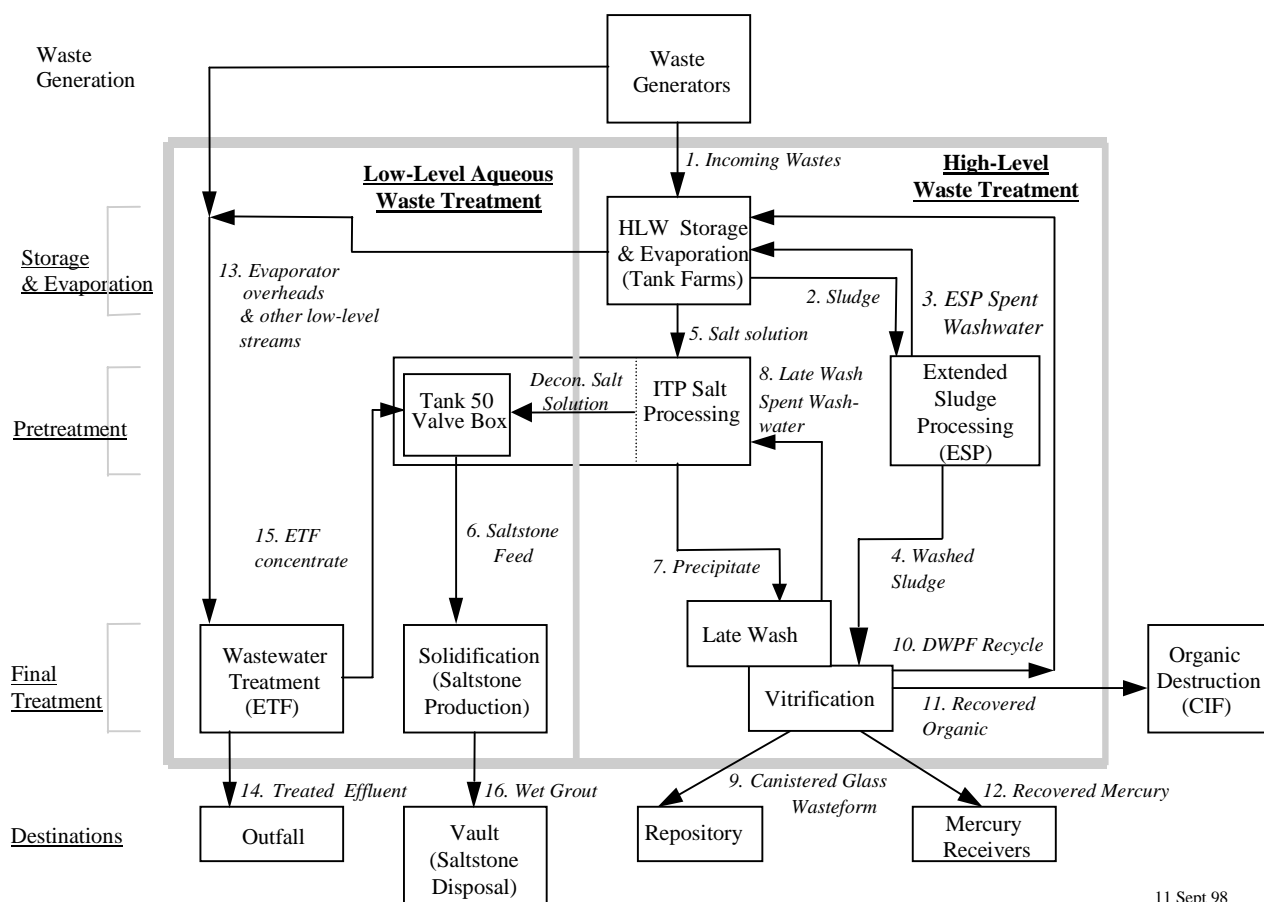 Waste
Generation
Waste
Generators
1. Incoming Wastes
Low-Level Aqueous
Waste Treatment
High-Level
Waste Treatment
Storage
& Evaporation
HLW Storage
& Evaporation
(Tank Farms)
13. Evaporator
overheads
& other low-level
streams
2. Sludge
3. ESP Spent
Washwater
5. Salt solution
Pretreatment
Tank 50
Valve Box
Decon. Salt
Solution
ITP Salt
Processing
8. Late Wash
Spent Wash-
water
Extended
Sludge
Processing
(ESP)
15. ETF
concentrate
6. Saltstone
Feed
7. Precipitate
4. Washed
Sludge
Final
Treatment
Wastewater
Treatment
(ETF)
Solidification
(Saltstone
Production)
Late Wash
Vitrification
10. DWPF Recycle
11. Recovered
Organic
Organic
Destruction
(CIF)
14. Treated Effluent
16. Wet Grout
9. Canistered Glass
Wasteform
12. Recovered Mercury
Destinations
Outfall
Vault
(Saltstone
Disposal)
Repository
Mercury
Receivers
11 Sept 98